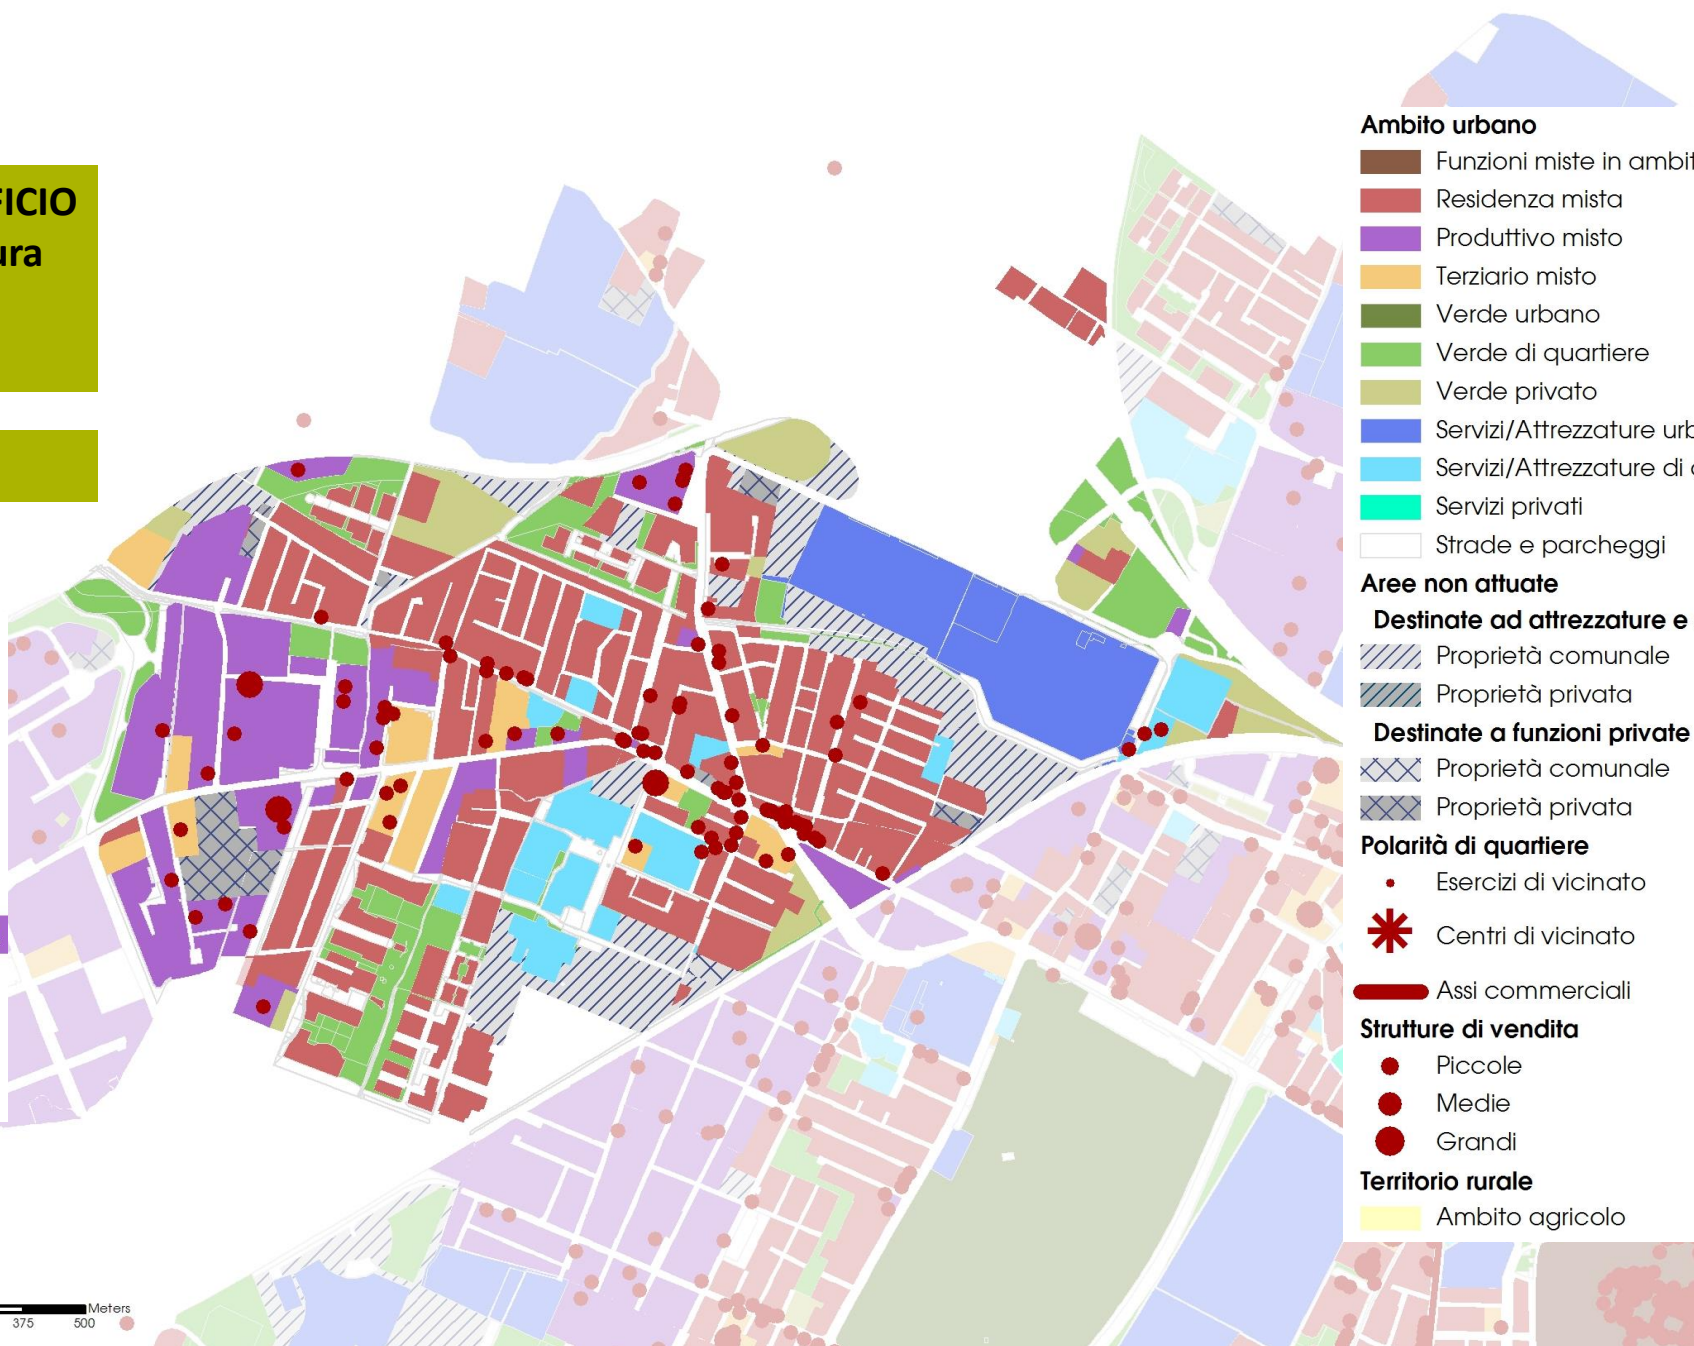 FICIO
ura
Ambito urbano
Funzioni miste in ambit
Residenza mista
Produttivo misto
Terziario misto
Verde urbano
Verde di quartiere
Verde privato
Servizi/Attrezzature urb
Servizi/Attrezzature di q
Servizi privati
Strade e parcheggi
Aree non attuate
Destinate ad attrezzature e
Proprietà comunale
Proprietà privata
Destinate a funzioni private
Proprietà comunale
Proprietà privata
Polarità di quartiere
Esercizi di vicinato
Centri di vicinato
Assi commerciali
Strutture di vendita
Piccole
Medie
Grandi
Territorio rurale
Ambito agricolo
Meters
375 500